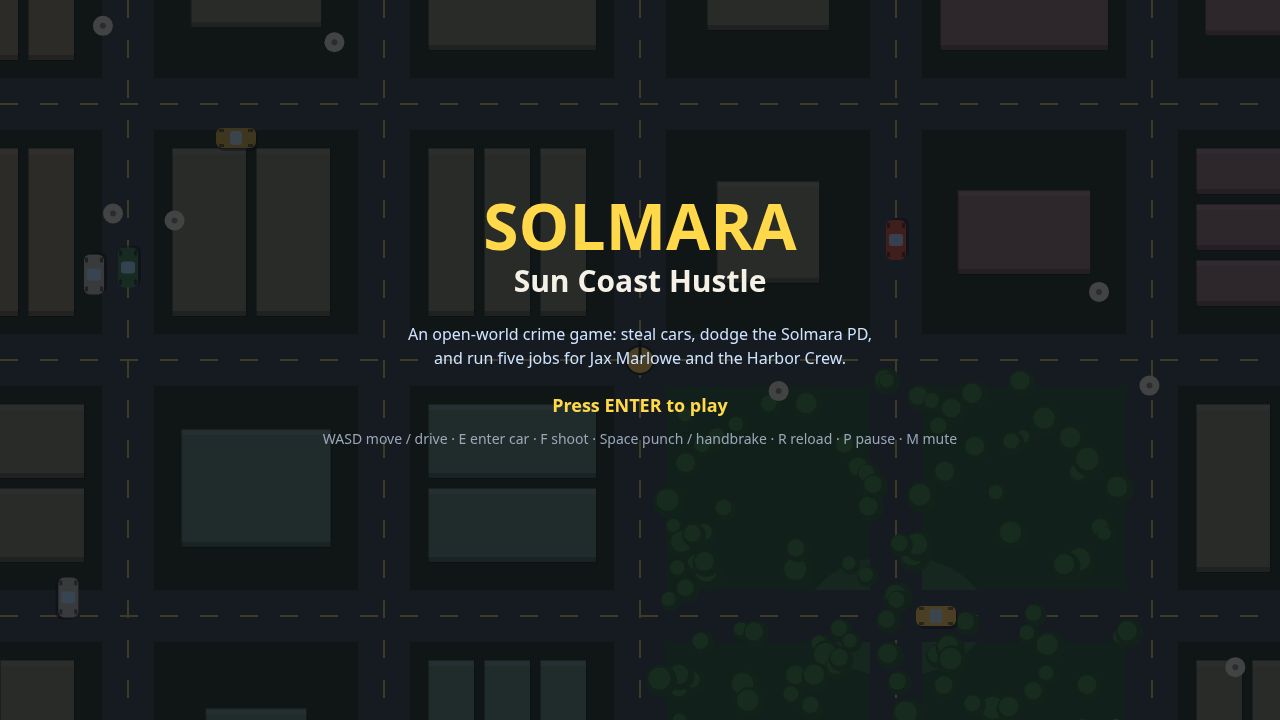 SOLMARA
Sun Coast Hustle
An open-world crime game: steal cars, dodge the Solmara PD,
and run five jobs for Jax Marlowe and the Harbor Crew.
Press ENTER to play
WASD move / drive · E enter car · F shoot · Space punch / handbrake · R reload · P pause · M mute